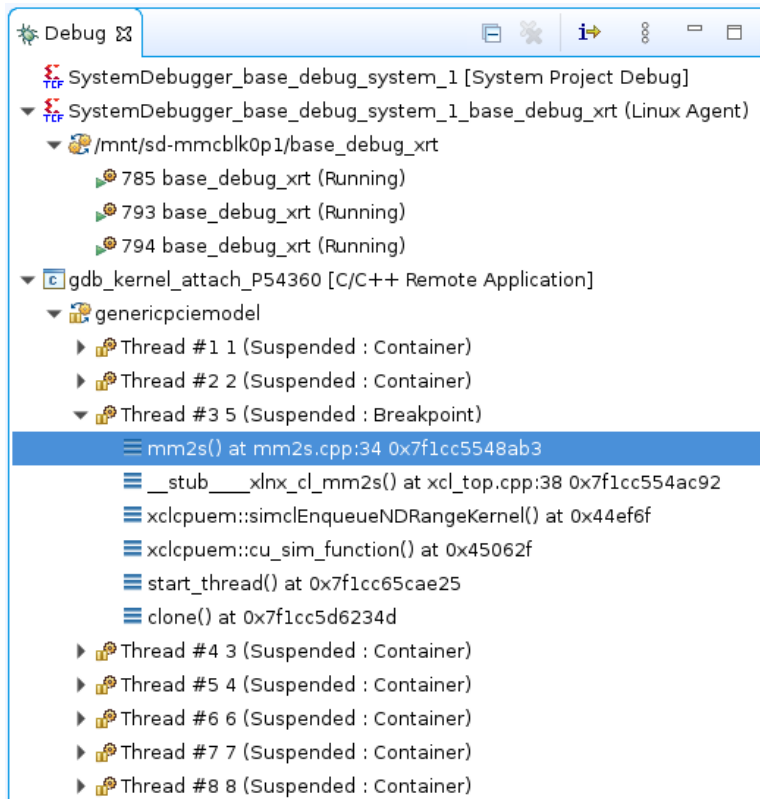 Debug
SystemDebugger_base_debug_system_1 [System Project Debug]
SystemDebugger_base_debug_system_1_base_debug_xrt (Linux Agent)
/mnt/sd-mmcblk0p1/base_debug_xrt
785 base_debug_xrt (Running)
793 base_debug_xrt (Running)
794 base_debug_xrt (Running)
gdb_kernel_attach_P54360 [C/C++ Remote Application]
genericpciemodel
Thread #1 1 (Suspended : Container)
Thread #2 2 (Suspended : Container)
Thread #3 5 (Suspended : Breakpoint)
mm2s() at mm2s.cpp:34 0x7f1cc5548ab3
__stub____xlnx_cl_mm2s() at xcl_top.cpp:38 0x7f1cc554ac92
xclcpuem::simclEnqueueNDRangeKernel() at 0x44ef6f
xclcpuem::cu_sim_function() at 0x45062f
start_thread() at 0x7f1cc65cae25
clone() at 0x7f1cc5d6234d
Thread #4 3 (Suspended : Container)
Thread #5 4 (Suspended : Container)
Thread #6 6 (Suspended : Container)
Thread #7 7 (Suspended : Container)
Thread #8 8 (Suspended : Container)